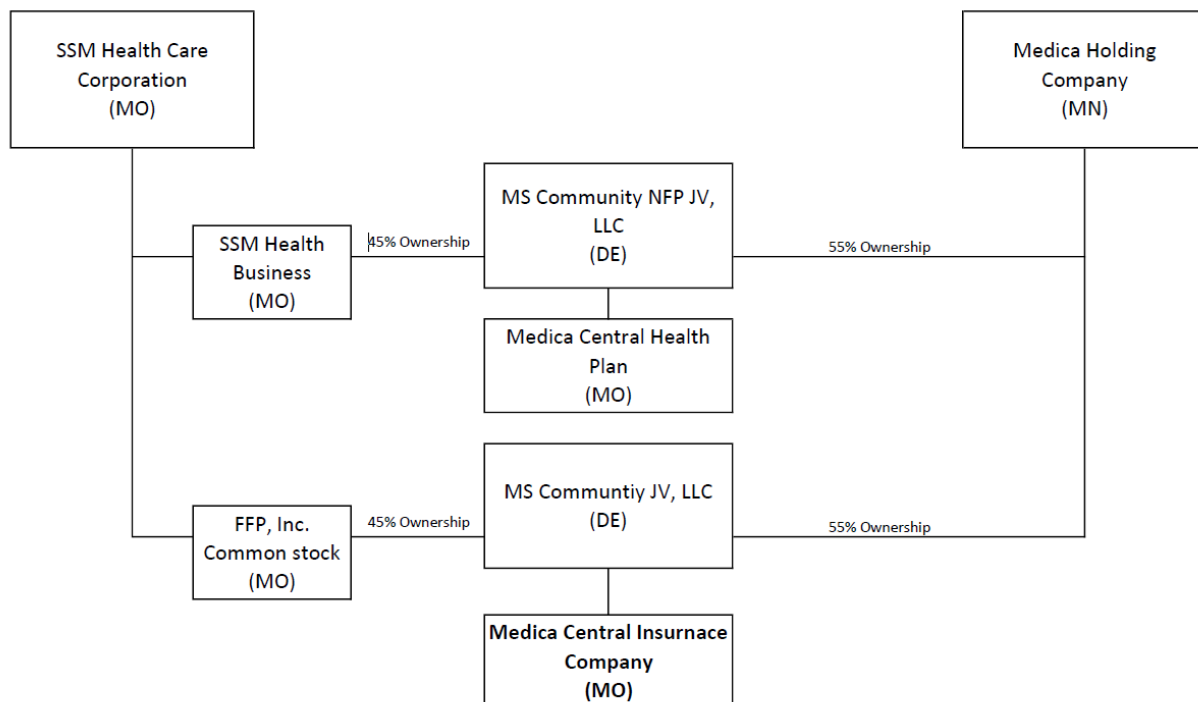 SSM Health Care
Corporation
(MO)
Medica Holding
Company
(MN)
MS Community NFP JV,
LLC
(DE)
SSM Health
Business
(MO)
45% Ownership
55% Ownership
Medica Central Health
Plan
(MO)
MS Communtiy JV, LLC
(DE)
FFP, Inc.
Common stock
(MO)
45% Ownership
55% Ownership
Medica Central Insurnace
Company
(MO)